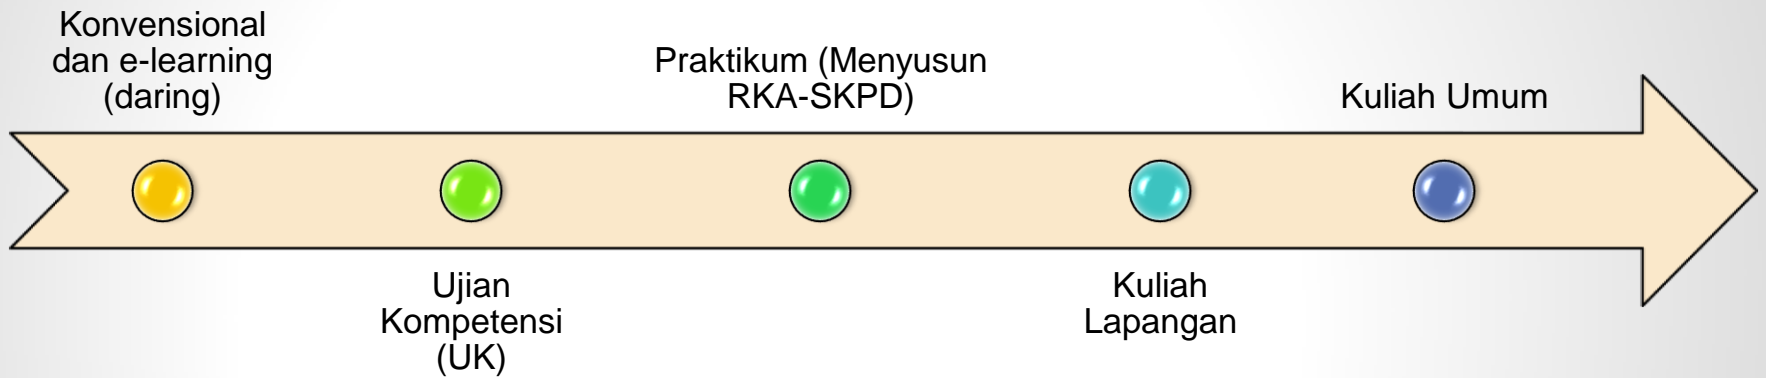 Konvensional
dan e-learning
(daring)
Ujian
Kompetensi
(UK)
Praktikum (Menyusun
RKA-SKPD)
Kuliah
Lapangan
Kuliah Umum